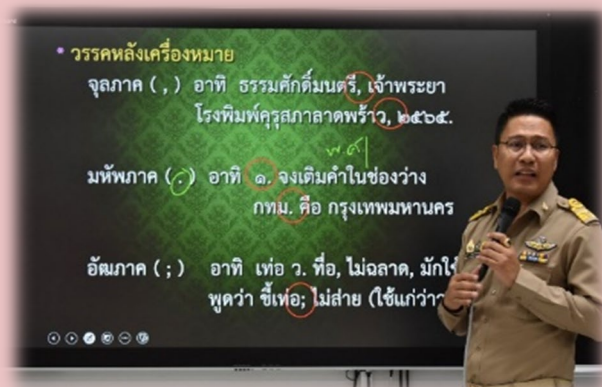 * วรรคหลังเครื่องหมาย
จุลภาค ( , ) อาทิ ธรรมศักดิ์มนตรี, เจ้าพระยา
โรงพิมพ์คุรุสภาลาดพร้าว, ๒๕๖๕.
มหัพภาค ( . ) อาทิ ๑. จงเติมคำในช่องว่าง
กทม. คือ กรุงเทพมหานคร
อัฒภาค ( ; ) อาทิ เท่อ ว. ทื่อ, ไม่ฉลาด, มักใช้
พูดว่า ขี้เท่อ; ไม่ส่าย (ใช้แก่ว่าว